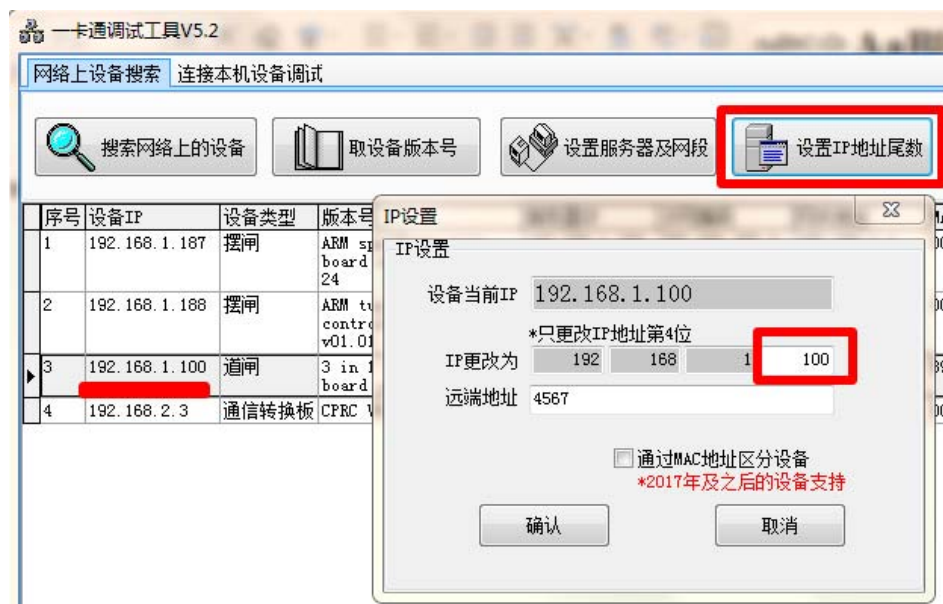 一卡通调试工具V5.2
网络上设备搜索 连接本机设备调试
搜索网络上的设备 取设备版本号 设置服务器及网段 设置IP地址尾数
序号 设备IP 设备类型 版本号
1 192.168.1.187 摆闸 ARM
board
24
2 192.168.1.188 摆闸 ARM
v01.01
3 192.168.1.100 道闸 3 in 1
board
4 192.168.2.3 通信转换板 CPRC
IP设置
IP设置
设备当前IP 192.168.1.100
*只更改IP地址第4位
IP更改为 192 168 1 100
远端地址 4567
通过MAC地址区分设备
*2017年及之后的设备支持
确认 取消